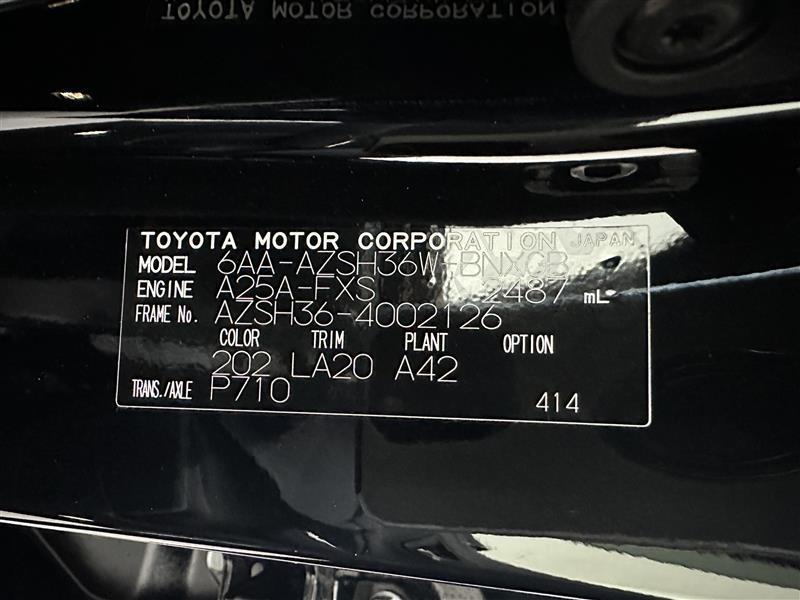 TOYOTA MOTOR CORPORATION
TOYOTA MOTOR CORPORATION JAPAN
MODEL 6AA-AZSH36W-BNXGB
ENGINE A25A-FXS 2487 mL
FRAME No. AZSH36-4002126
COLOR TRIM PLANT OPTION
202 LA20 A42
TRANS./AXLE P710
414